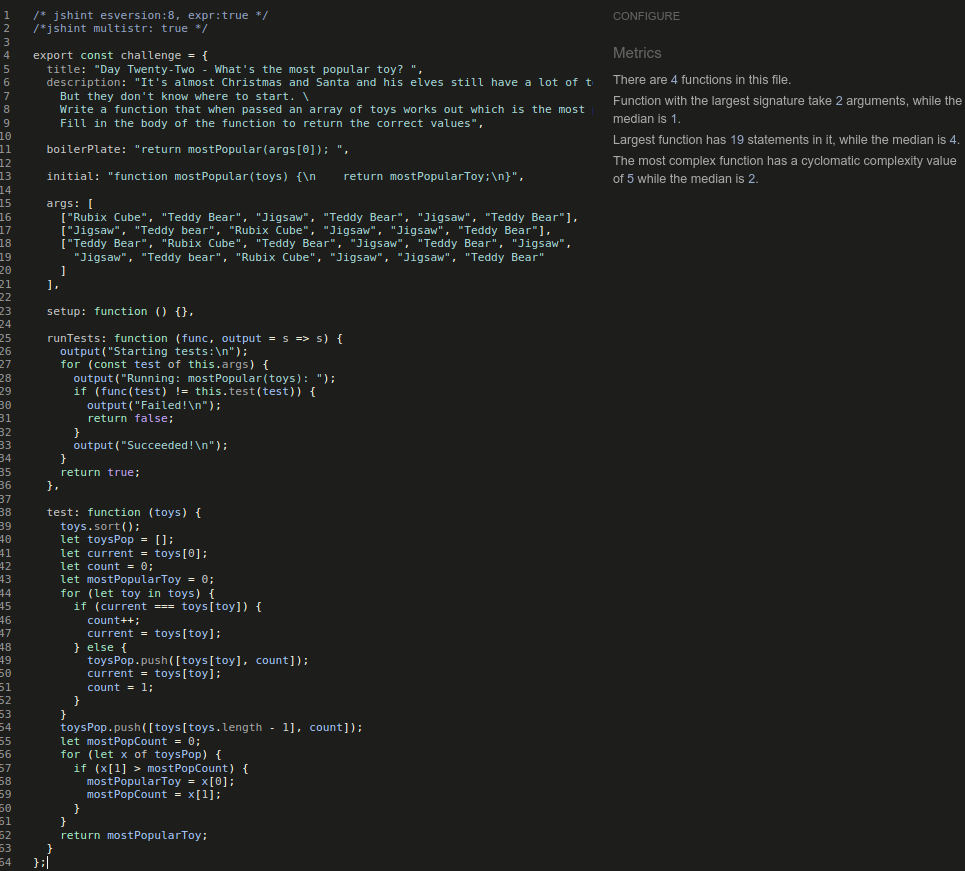 1 /* jshint esversion:8, expr:true */
2 /*jshint multistr: true */
3
4 export const challenge = {
5 title: "Day Twenty-Two - What's the most popular toy? ",
6 description: "It's almost Christmas and Santa and his elves still have a lot of t
7 But they don't know where to start. \
8 Write a function that when passed an array of toys works out which is the most
9 Fill in the body of the function to return the correct values",
10
11 boilerPlate: "return mostPopular(args[0]); ",
12
13 initial: "function mostPopular(toys) {\n    return mostPopularToy;\n}",
14
15 args: [
16 ["Rubix Cube", "Teddy Bear", "Jigsaw", "Teddy Bear", "Jigsaw", "Teddy Bear"],
17 ["Jigsaw", "Teddy bear", "Rubix Cube", "Jigsaw", "Jigsaw", "Teddy Bear"],
18 ["Teddy Bear", "Rubix Cube", "Teddy Bear", "Jigsaw", "Teddy Bear", "Jigsaw",
19 "Jigsaw", "Teddy bear", "Rubix Cube", "Jigsaw", "Jigsaw", "Teddy Bear"
20 ]
21 ],
22
23 setup: function () {},
24
25 runTests: function (func, output = s => s) {
26 output("Starting tests:\n");
27 for (const test of this.args) {
28 output("Running: mostPopular(toys): ");
29 if (func(test) != this.test(test)) {
30 output("Failed!\n");
31 return false;
32 }
33 output("Succeeded!\n");
34 }
35 return true;
36 },
37
38 test: function (toys) {
39 toys.sort();
40 let toysPop = [];
41 let current = toys[0];
42 let count = 0;
43 let mostPopularToy = 0;
44 for (let toy in toys) {
45 if (current === toys[toy]) {
46 count++;
47 current = toys[toy];
48 } else {
49 toysPop.push([toys[toy], count]);
50 current = toys[toy];
51 count = 1;
52 }
53 }
54 toysPop.push([toys[toys.length - 1], count]);
55 let mostPopCount = 0;
56 for (let x of toysPop) {
57 if (x[1] > mostPopCount) {
58 mostPopularToy = x[0];
59 mostPopCount = x[1];
60 }
61 }
62 return mostPopularToy;
63 }
64 };
CONFIGURE
Metrics
There are 4 functions in this file.
Function with the largest signature take 2 arguments, while the
median is 1.
Largest function has 19 statements in it, while the median is 4.
The most complex function has a cyclomatic complexity value
of 5 while the median is 2.